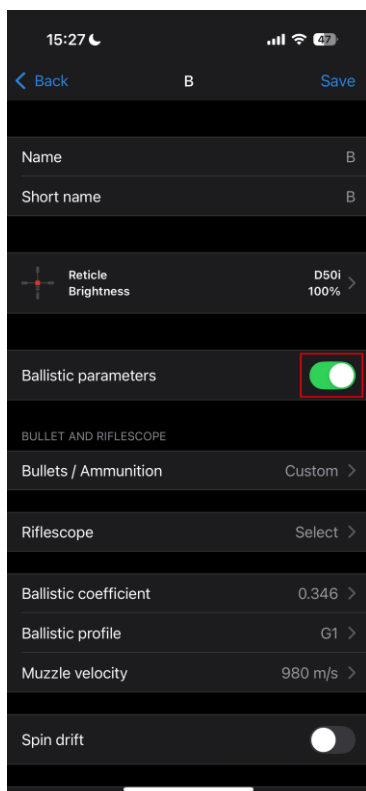 15:27
47
Back B Save
Name B
Short name B
Reticle D50i
Brightness 100%
Ballistic parameters
BULLET AND RIFLESCOPE
Bullets / Ammunition Custom
Riflescope Select
Ballistic coefficient 0.346
Ballistic profile G1
Muzzle velocity 980 m/s
Spin drift